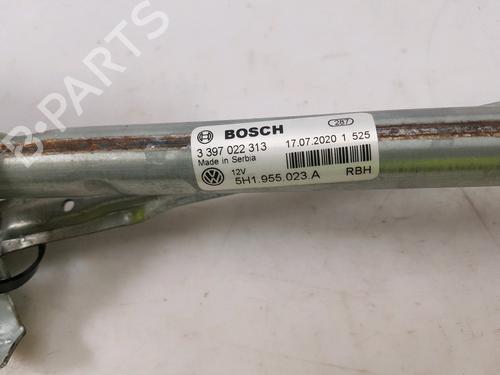 B-PARTS
BOSCH
287
3 397 022 313 17.07.2020 1 525
Made in Serbia
12V
5H1.955.023.A RBH